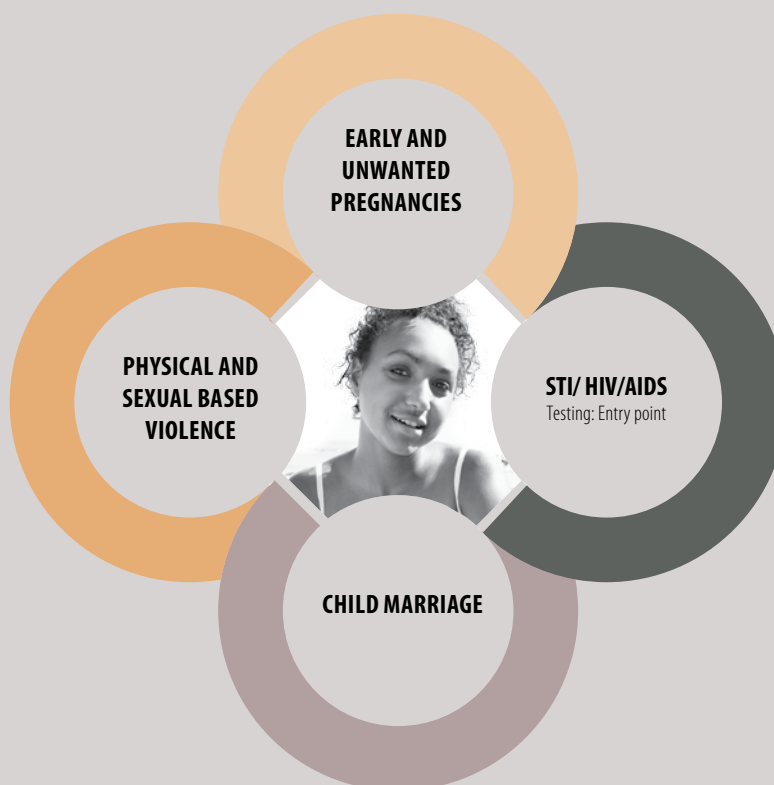 EARLY AND
UNWANTED
PREGNANCIES
PHYSICAL AND
SEXUAL BASED
VIOLENCE
STI/ HIV/AIDS
Testing: Entry point
CHILD MARRIAGE